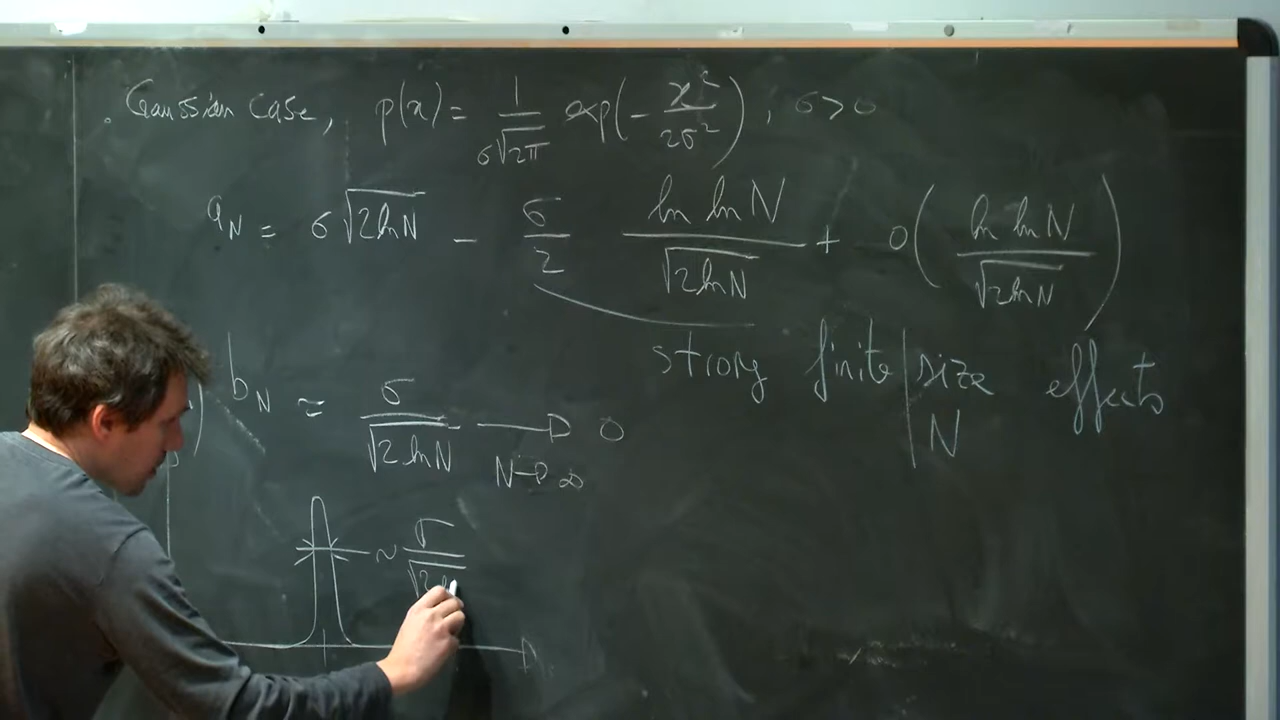 . Gaussian case, p(x) = 1/(σ√2π) exp(- x²/2σ²), σ>0
a_N = σ√2lnN - σ/2 ln lnN/√2lnN + o(ln lnN/√2lnN)
strong finite size effects
N
b_N = σ/√2lnN → 0
N→∞
~ σ/√2